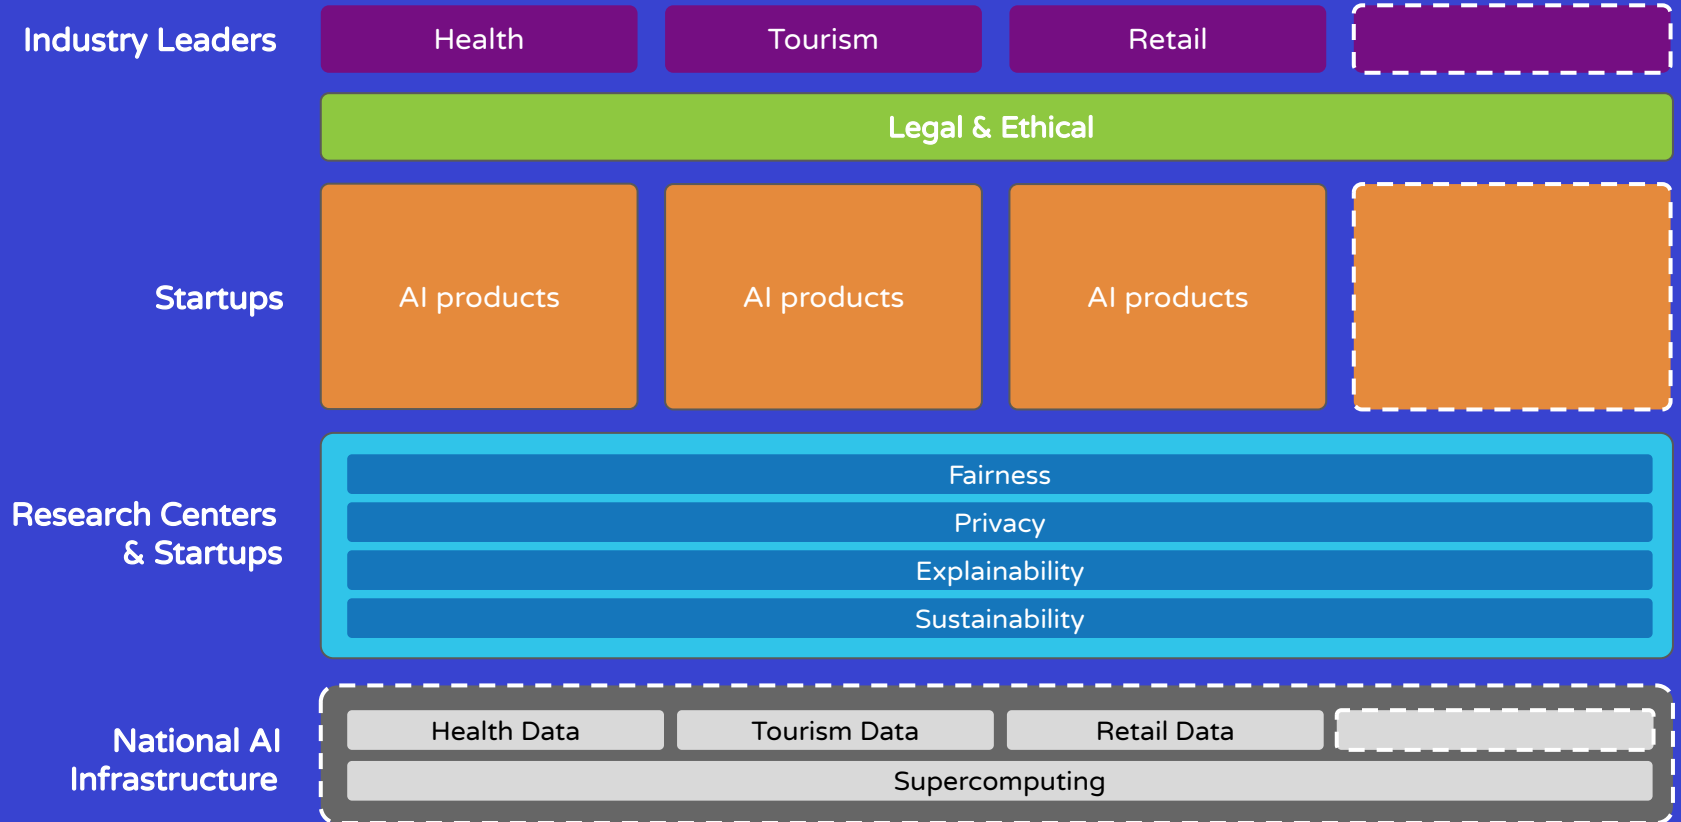 Industry Leaders
Health
Tourism
Retail
Legal & Ethical
Startups
AI products
AI products
AI products
Research Centers
& Startups
Fairness
Privacy
Explainability
Sustainability
National AI
Infrastructure
Health Data
Tourism Data
Retail Data
Supercomputing